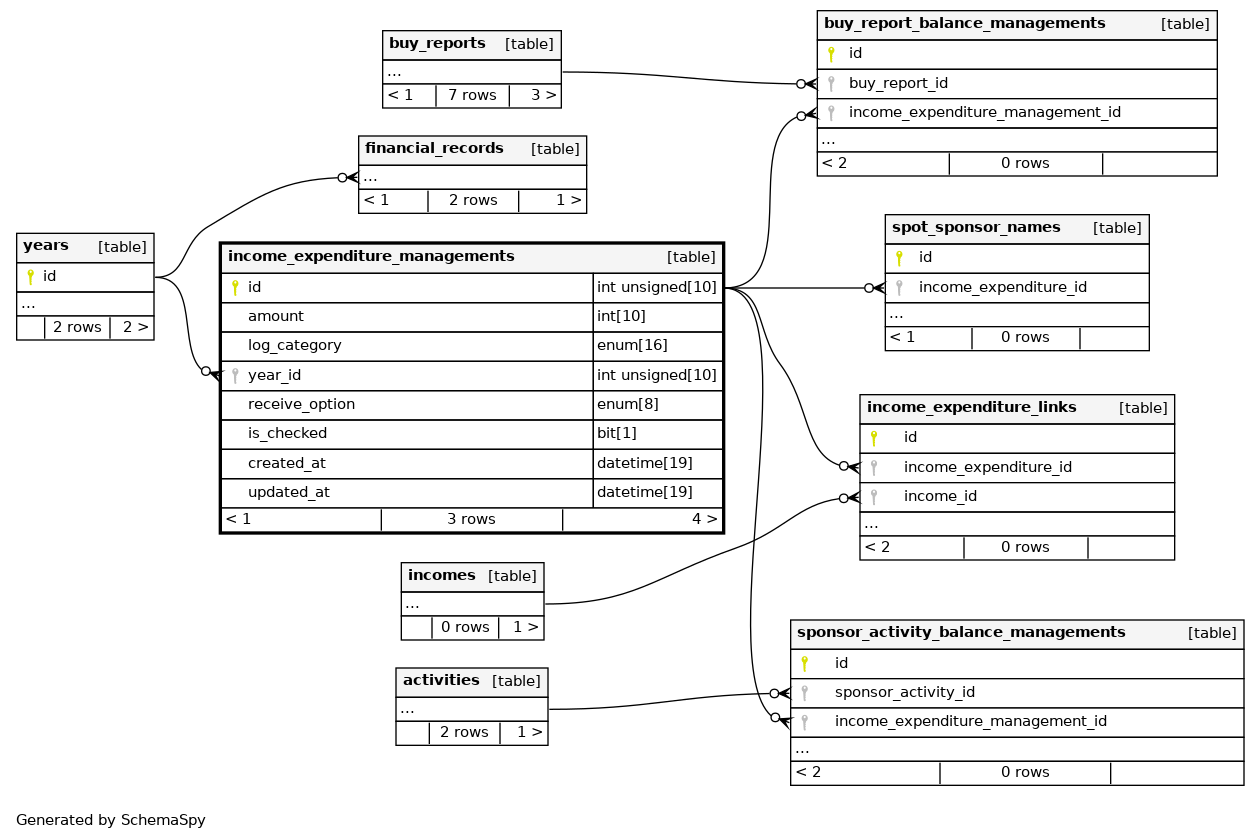 buy_reports [table]
...
< 1 7 rows 3 >
buy_report_balance_managements [table]
id
buy_report_id
income_expenditure_management_id
...
< 2 0 rows
financial_records [table]
...
< 1 2 rows 1 >
years [table]
id
...
2 rows 2 >
income_expenditure_managements [table]
id int unsigned[10]
amount int[10]
log_category enum[16]
year_id int unsigned[10]
receive_option enum[8]
is_checked bit[1]
created_at datetime[19]
updated_at datetime[19]
< 1 3 rows 4 >
spot_sponsor_names [table]
id
income_expenditure_id
...
< 1 0 rows
income_expenditure_links [table]
id
income_expenditure_id
income_id
...
< 2 0 rows
incomes [table]
...
0 rows 1 >
activities [table]
...
2 rows 1 >
sponsor_activity_balance_managements [table]
id
sponsor_activity_id
income_expenditure_management_id
...
< 2 0 rows
Generated by SchemaSpy